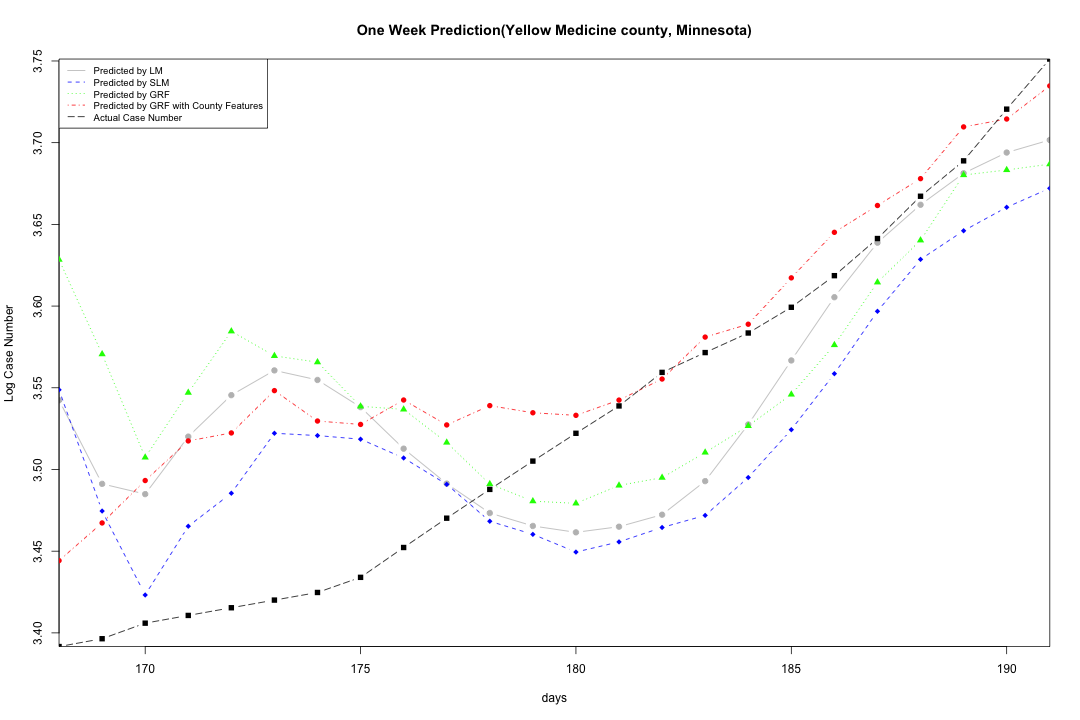 One Week Prediction(Yellow Medicine county, Minnesota)
Predicted by LM
Predicted by SLM
Predicted by GRF
Predicted by GRF with County Features
Actual Case Number
Log Case Number
3.75
3.70
3.65
3.60
3.55
3.50
3.45
3.40
170 175 180 185 190
days